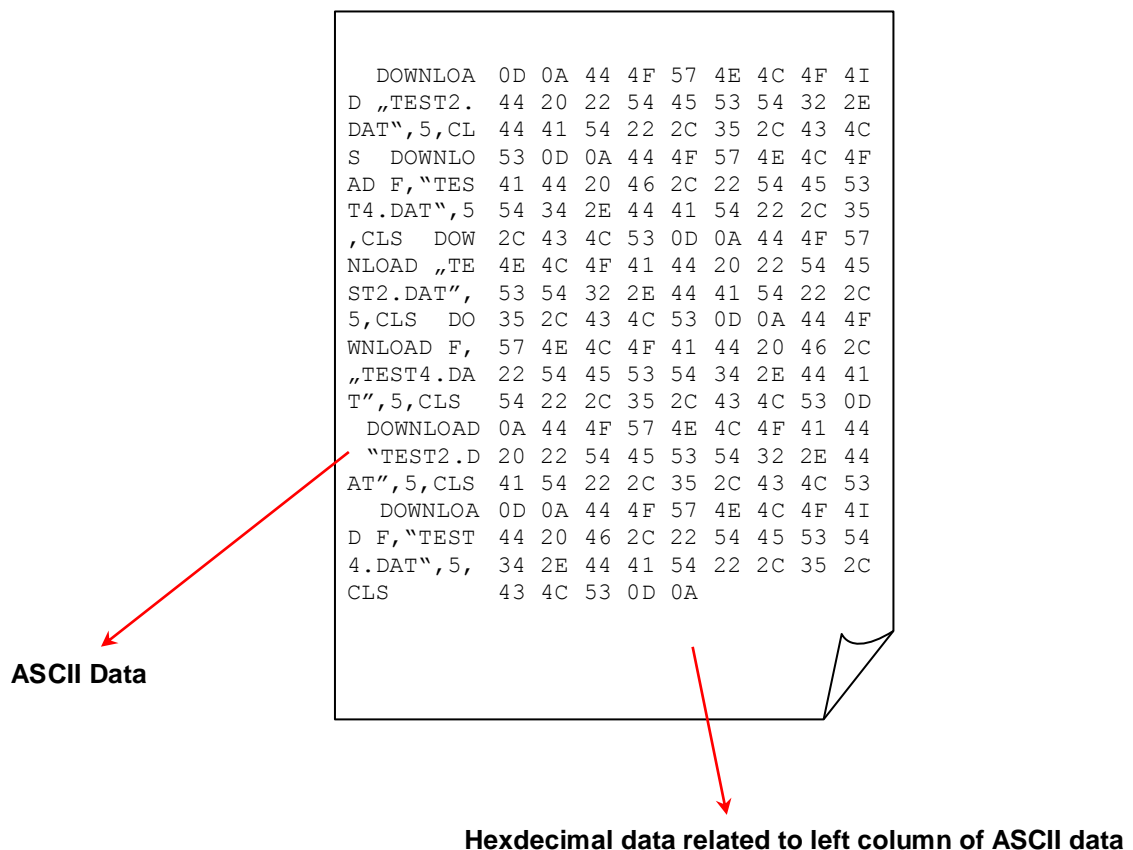 DOWNLOA 0D 0A 44 4F 57 4E 4C 4F 4I
D „TEST2. 44 20 22 54 45 53 54 32 2E
DAT‟,5,CL 44 41 54 22 2C 35 2C 43 4C
S DOWNLO 53 0D 0A 44 4F 57 4E 4C 4F
AD F,‟TES 41 44 20 46 2C 22 54 45 53
T4.DAT‟,5 54 34 2E 44 41 54 22 2C 35
,CLS DOW 2C 43 4C 53 0D 0A 44 4F 57
NLOAD „TE 4E 4C 4F 41 44 20 22 54 45
ST2.DAT”, 53 54 32 2E 44 41 54 22 2C
5,CLS DO 35 2C 43 4C 53 0D 0A 44 4F
WNLOAD F, 57 4E 4C 4F 41 44 20 46 2C
„TEST4.DA 22 54 45 53 54 34 2E 44 41
T”,5,CLS 54 22 2C 35 2C 43 4C 53 0D
DOWNLOAD 0A 44 4F 57 4E 4C 4F 41 44
‟TEST2.D 20 22 54 45 53 54 32 2E 44
AT”,5,CLS 41 54 22 2C 35 2C 43 4C 53
DOWNLOA 0D 0A 44 4F 57 4E 4C 4F 4I
D F,‟TEST 44 20 46 2C 22 54 45 53 54
4.DAT‟,5, 34 2E 44 41 54 22 2C 35 2C
CLS 43 4C 53 0D 0A
ASCII Data
Hexdecimal data related to left column of ASCII data